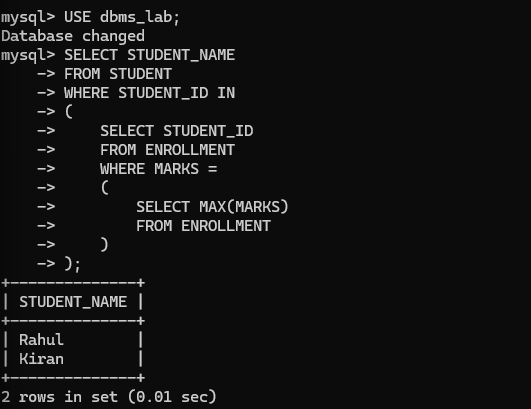 mysql> USE dbms_lab;
Database changed
mysql> SELECT STUDENT_NAME
    -> FROM STUDENT
    -> WHERE STUDENT_ID IN
    -> (
    ->     SELECT STUDENT_ID
    ->     FROM ENROLLMENT
    ->     WHERE MARKS =
    ->     (
    ->         SELECT MAX(MARKS)
    ->         FROM ENROLLMENT
    ->     )
    -> );
+--------------+
| STUDENT_NAME |
+--------------+
| Rahul        |
| Kiran        |
+--------------+
2 rows in set (0.01 sec)